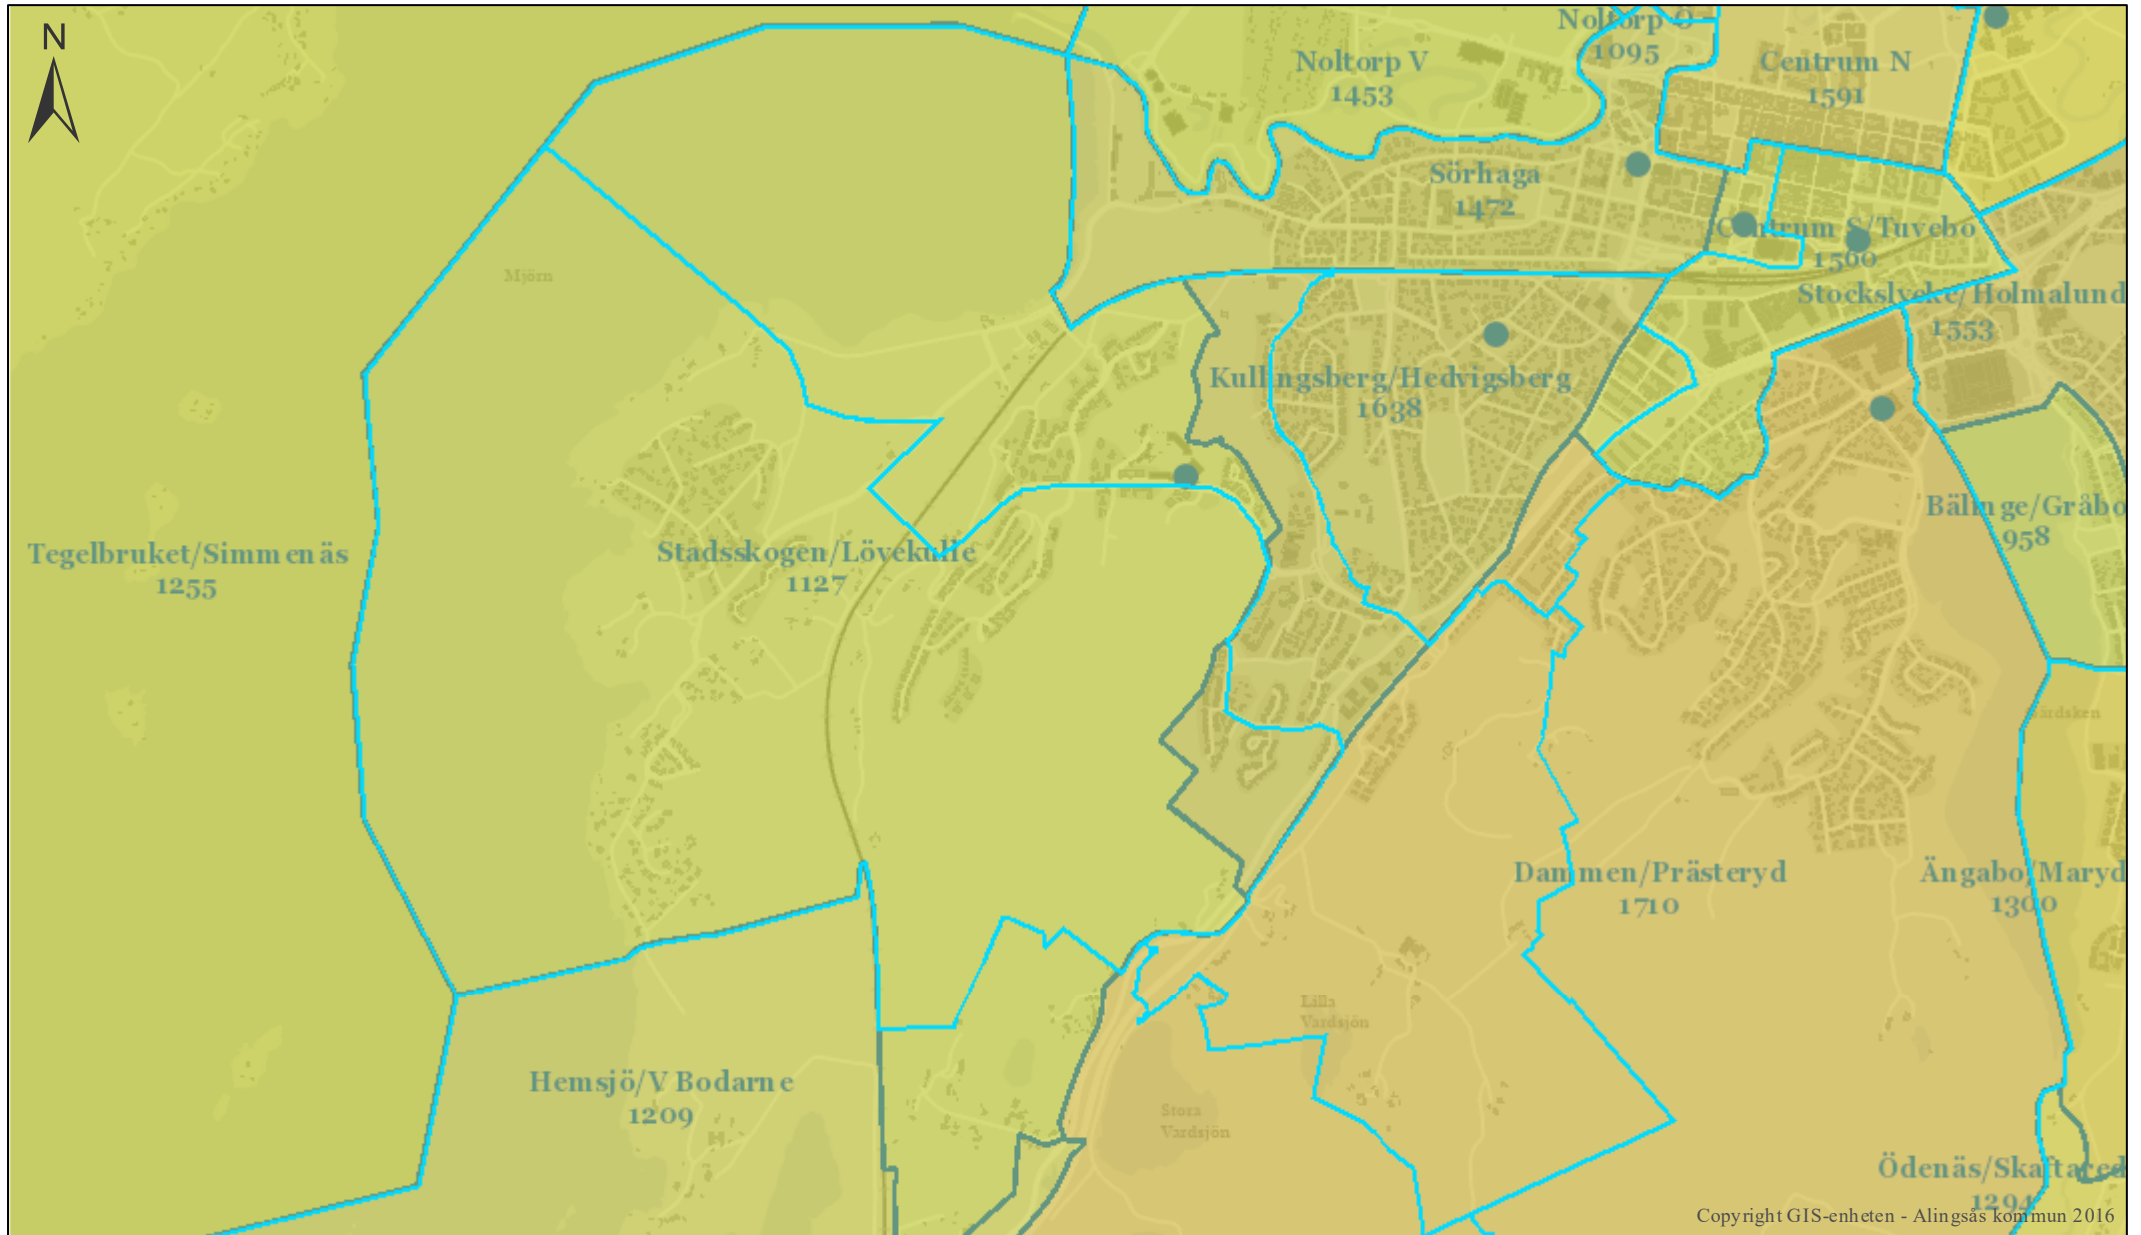 N
Noltorp Ö
1095
Noltorp V
1453
Centrum N
1591
Sörhaga
1472
Centrum S/Tuvebo
1560
Mjörn
Stockslycke/Holmalund
1553
Kullingsberg/Hedvigsberg
1638
Bälinge/Gråbo
958
Tegelbruket/Simmenäs
1255
Stadsskogen/Lövekulle
1127
Gärdsken
Dammen/Prästeryd
1710
Ängabo/Maryd
1300
Lilla
Vardsjön
Hemsjö/V Bodarne
1209
Stora
Vardsjön
Ödenäs/Skaftared
1294
Copyright GIS-enheten - Alingsås kommun 2016